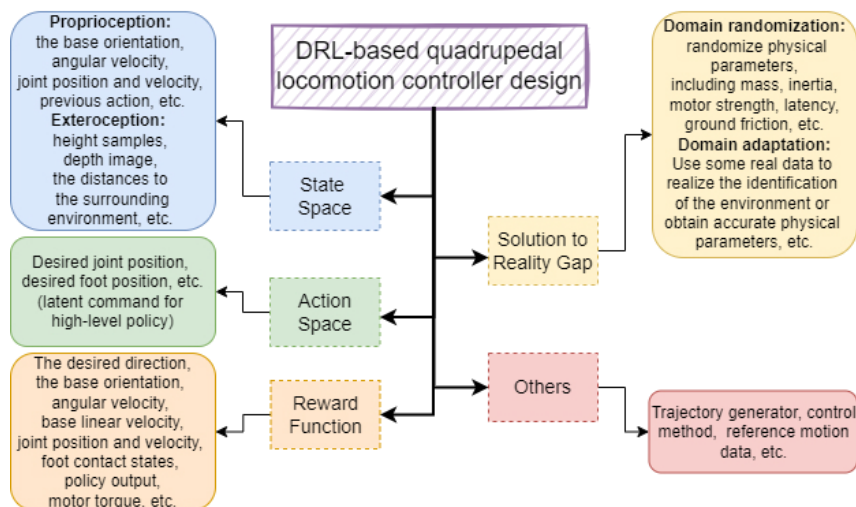 DRL-based quadrupedal
locomotion controller design
Proprioception:
the base orientation,
angular velocity,
joint position and velocity,
previous action, etc.
Exteroception:
height samples,
depth image,
the distances to
the surrounding
environment, etc.
State
Space
Desired joint position,
desired foot position, etc.
(latent command for
high-level policy)
Action
Space
The desired direction,
the base orientation,
angular velocity,
base linear velocity,
joint position and velocity,
foot contact states,
policy output,
motor torque, etc.
Reward
Function
Domain randomization:
randomize physical
parameters,
including mass, inertia,
motor strength, latency,
ground friction, etc.
Domain adaptation:
Use some real data to
realize the identification
of the environment or
obtain accurate physical
parameters, etc.
Solution to
Reality Gap
Others
Trajectory generator, control
method, reference motion
data, etc.